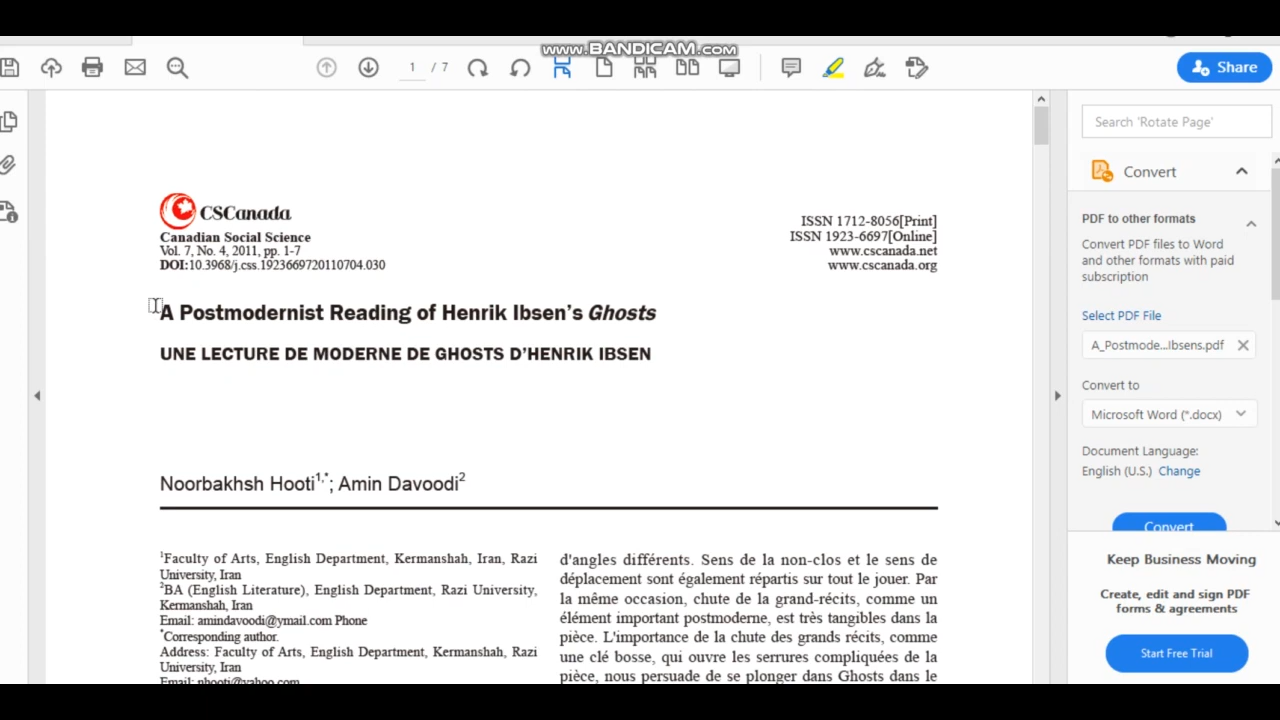 www.BANDICAM.com
1 / 7
Share
Search 'Rotate Page'
Convert
PDF to other formats
Convert PDF files to Word
and other formats with paid
subscription
Select PDF File
A_Postmode...Ibsens.pdf
Convert to
Microsoft Word (*.docx)
Document Language:
English (U.S.) Change
Convert
Keep Business Moving
Create, edit and sign PDF
forms & agreements
Start Free Trial
CSCanada
Canadian Social Science
Vol. 7, No. 4, 2011, pp. 1-7
DOI:10.3968/j.css.1923669720110704.030
ISSN 1712-8056[Print]
ISSN 1923-6697[Online]
www.cscanada.net
www.cscanada.org
A Postmodernist Reading of Henrik Ibsen's Ghosts
UNE LECTURE DE MODERNE DE GHOSTS D'HENRIK IBSEN
Noorbakhsh Hooti1,*; Amin Davoodi2
1Faculty of Arts, English Department, Kermanshah, Iran, Razi
University, Iran
2BA (English Literature), English Department, Razi University,
Kermanshah, Iran
Email: amindavoodi@ymail.com Phone
*Corresponding author.
Address: Faculty of Arts, English Department, Kermanshah, Razi
University, Iran
Email: nhooti@yahoo.com
d'angles différents. Sens de la non-clos et le sens de
déplacement sont également répartis sur tout le jouer. Par
la même occasion, chute de la grand-récits, comme un
élément important postmoderne, est très tangibles dans la
pièce. L'importance de la chute des grands récits, comme
une clé bosse, qui ouvre les serrures compliquées de la
pièce, nous persuade de se plonger dans Ghosts dans le